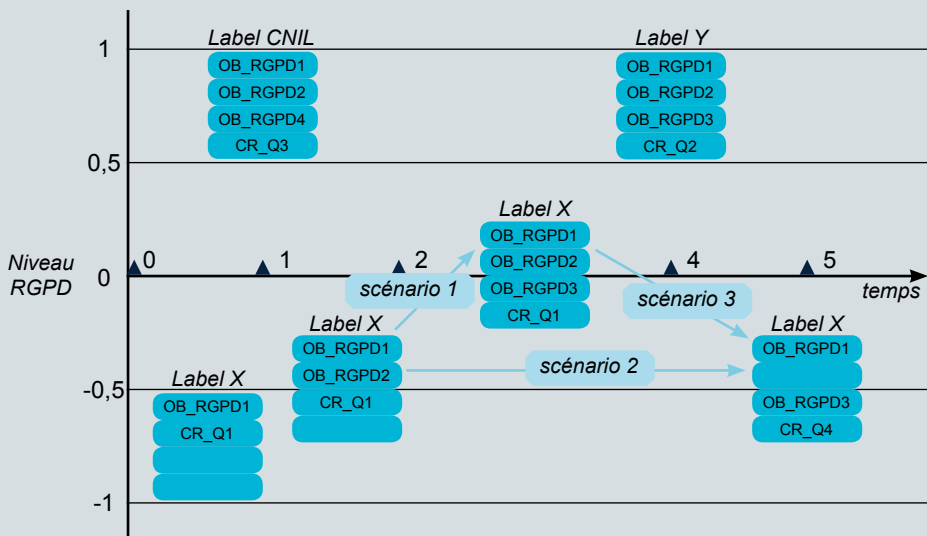 1
Label CNIL
OB_RGPD1
OB_RGPD2
OB_RGPD4
CR_Q3
Label Y
OB_RGPD1
OB_RGPD2
OB_RGPD3
CR_Q2
0,5
Label X
OB_RGPD1
OB_RGPD2
OB_RGPD3
CR_Q1
Niveau
RGPD
0
0
1
2
4
5
temps
scénario 1
scénario 3
Label X
OB_RGPD1
OB_RGPD2
CR_Q1
scénario 2
Label X
OB_RGPD1
OB_RGPD3
CR_Q4
-0,5
Label X
OB_RGPD1
CR_Q1
-1